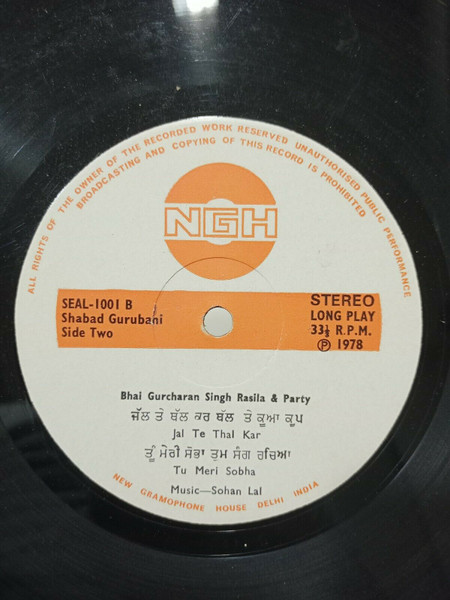 ALL RIGHTS OF THE OWNER OF THE RECORDED WORK RESERVED UNAUTHORISED PUBLIC PERFORMANCE
BROADCASTING AND COPYING OF THIS RECORD IS PROHIBITED
NGH
SEAL-1001 B
Shabad Gurubani
Side Two
STEREO
LONG PLAY
33⅓ R.P.M.
Ⓟ 1978
Bhai Gurcharan Singh Rasila & Party
ਜੱਲ ਤੇ ਥੱਲ ਕਰ ਥੱਲ ਤੇ ਕੂਆ ਕੂਪ
Jal Te Thal Kar
ਤੂੰ ਮੇਰੀ ਸੋਭਾ ਤੁਮ ਸੰਗ ਰਚਿਆ
Tu Meri Sobha
Music—Sohan Lal
NEW GRAMOPHONE HOUSE DELHI INDIA